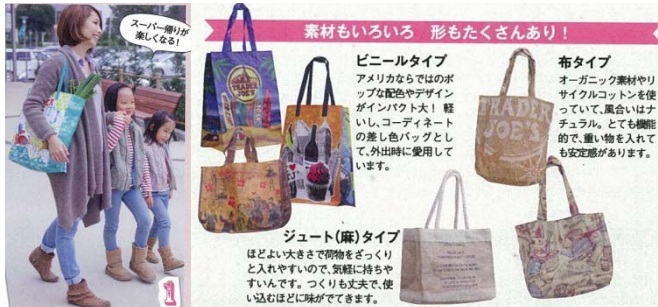 スーパー帰りが
楽しくなる!
1
素材もいろいろ 形もたくさんあり!
ビニールタイプ
アメリカならではのポ
ップな配色やデザイン
がインパクト大! 軽
いし、コーディネート
の差し色バッグとし
て、外出時に愛用して
います。
布タイプ
オーガニック素材やリ
サイクルコットンを使
っていて、風合いはナ
チュラル。とても機能
的で、重い物を入れて
も安定感があります。
ジュート(麻)タイプ
ほどよい大きさで荷物をざっくり
と入れやすいので、気軽に持ちや
すいんです。つくりも丈夫で、使
い込むほどに味がでてきます。
TRADER
JOE'S
TRADER
JOE'S